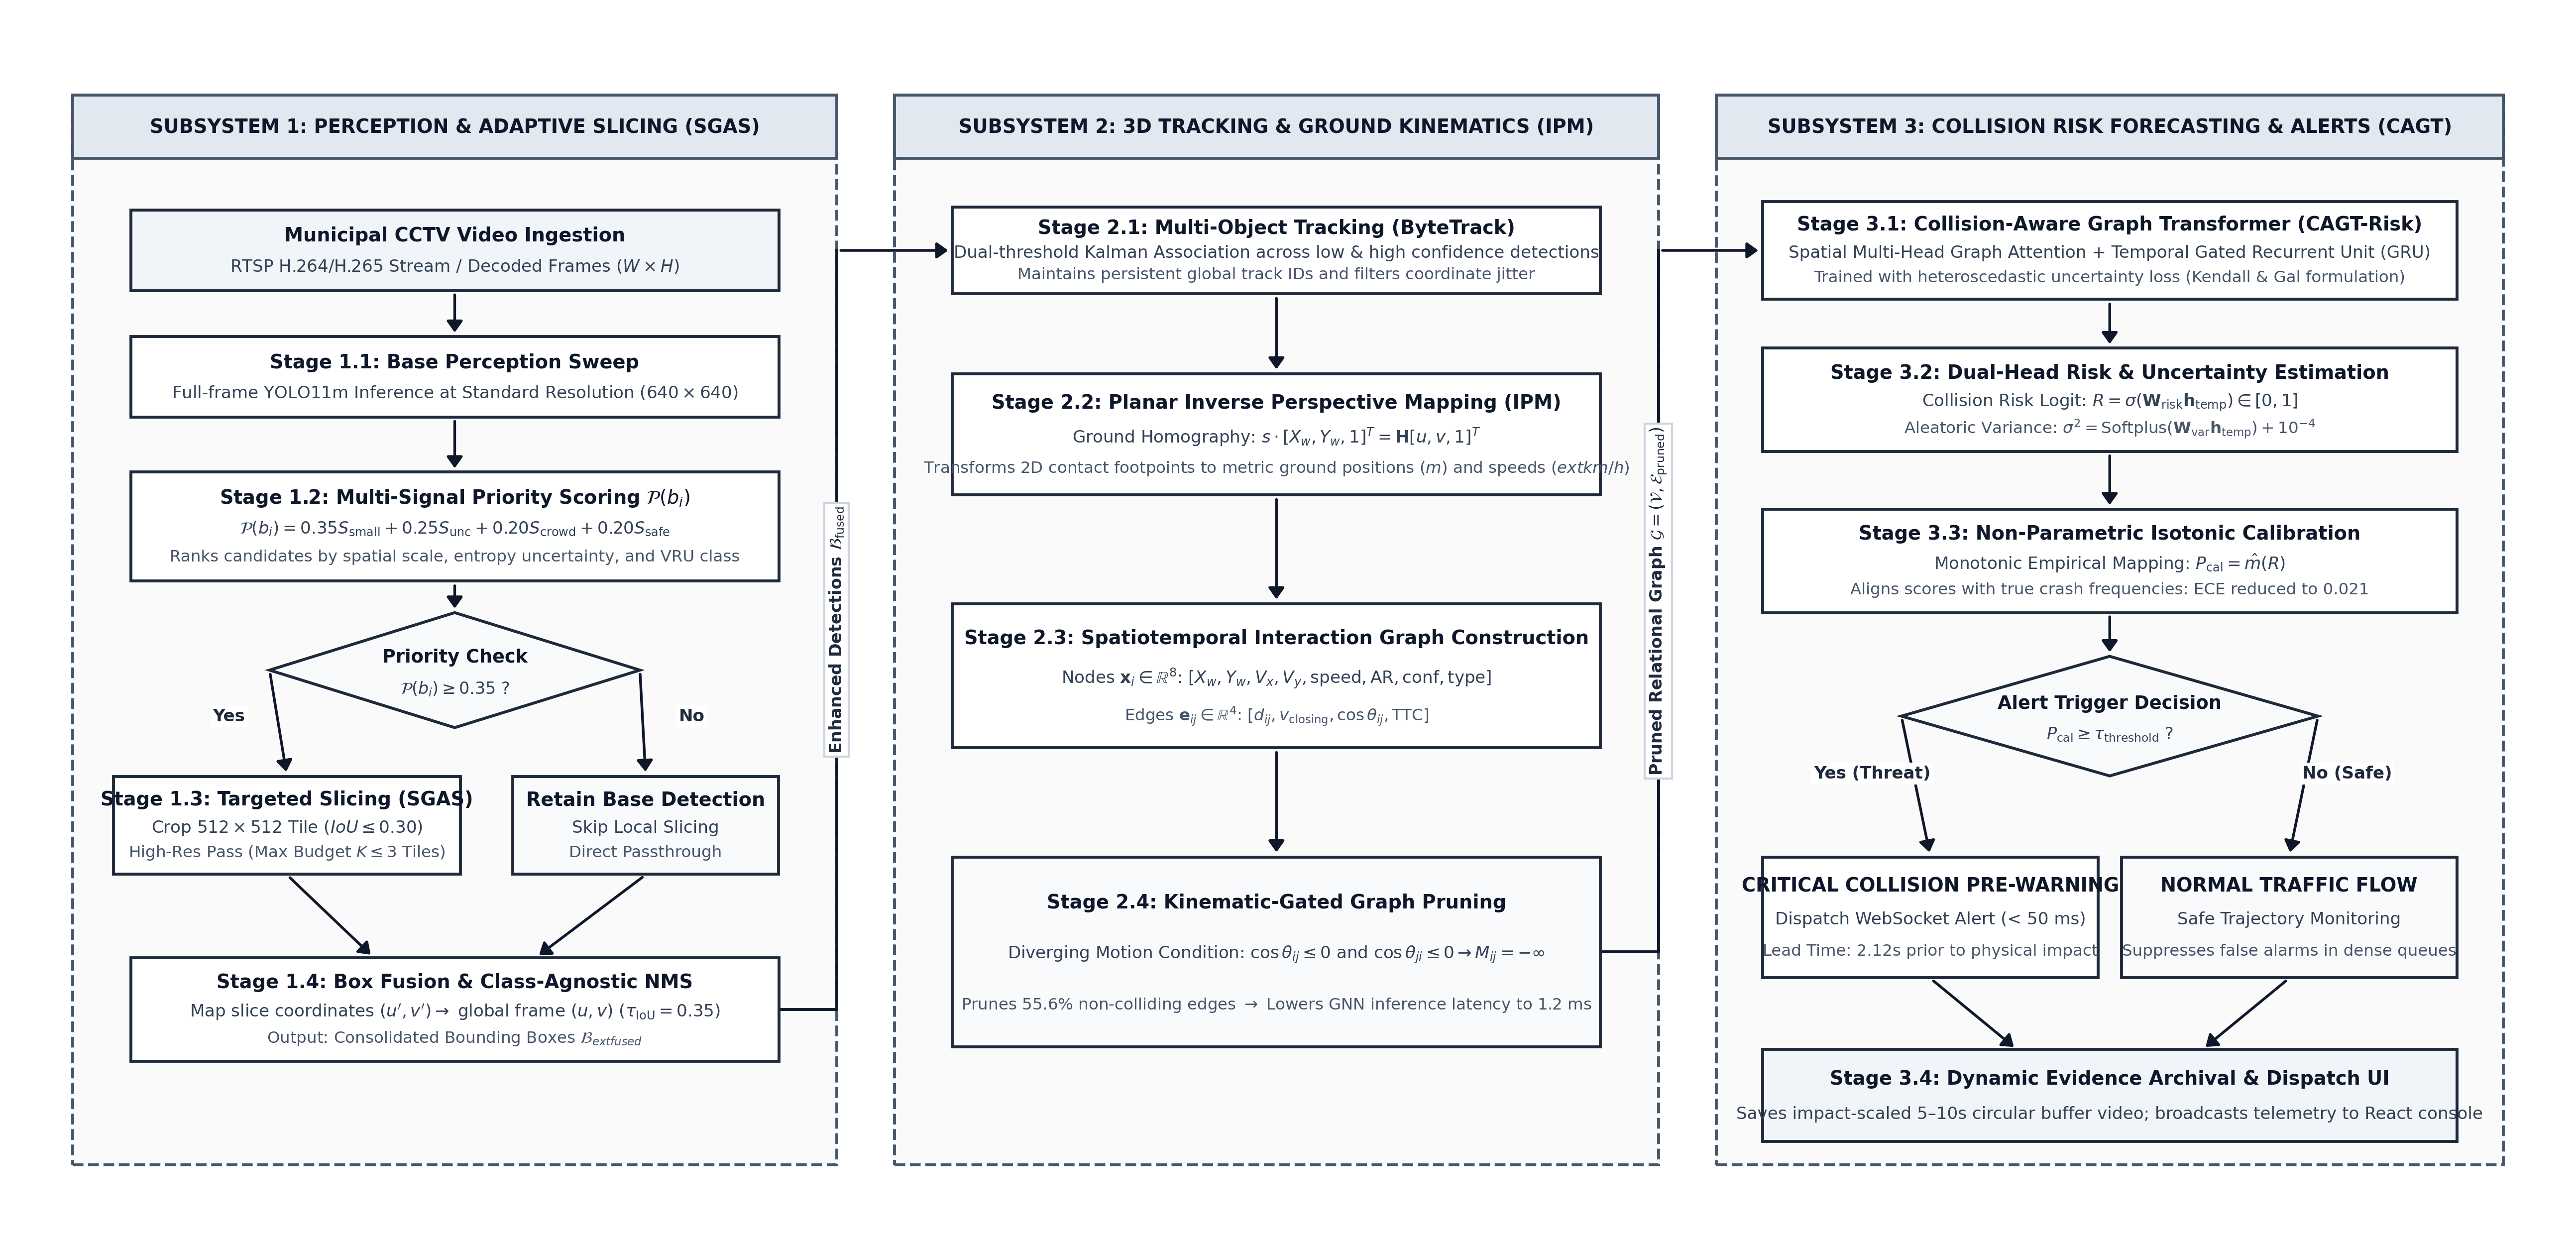 SUBSYSTEM 1: PERCEPTION & ADAPTIVE SLICING (SGAS)
Municipal CCTV Video Ingestion
RTSP H.264/H.265 Stream / Decoded Frames (W × H)
Stage 1.1: Base Perception Sweep
Full-frame YOLO11m Inference at Standard Resolution (640 × 640)
Stage 1.2: Multi-Signal Priority Scoring 𝒫(b_i)
𝒫(b_i) = 0.35S_small + 0.25S_unc + 0.20S_crowd + 0.20S_safe
Ranks candidates by spatial scale, entropy uncertainty, and VRU class
Priority Check
𝒫(b_i) ≥ 0.35 ?
Yes
No
Stage 1.3: Targeted Slicing (SGAS)
Crop 512 × 512 Tile (IoU ≤ 0.30)
High-Res Pass (Max Budget K ≤ 3 Tiles)
Retain Base Detection
Skip Local Slicing
Direct Passthrough
Stage 1.4: Box Fusion & Class-Agnostic NMS
Map slice coordinates (u′, v′) → global frame (u, v) (τ_IoU = 0.35)
Output: Consolidated Bounding Boxes ℬ_extfused
Enhanced Detections ℬ_fused
SUBSYSTEM 2: 3D TRACKING & GROUND KINEMATICS (IPM)
Stage 2.1: Multi-Object Tracking (ByteTrack)
Dual-threshold Kalman Association across low & high confidence detections
Maintains persistent global track IDs and filters coordinate jitter
Stage 2.2: Planar Inverse Perspective Mapping (IPM)
Ground Homography: s · [X_w, Y_w, 1]^T = H[u, v, 1]^T
Transforms 2D contact footpoints to metric ground positions (m) and speeds (extkm/h)
Stage 2.3: Spatiotemporal Interaction Graph Construction
Nodes x_i ∈ ℝ^8: [X_w, Y_w, V_x, V_y, speed, AR, conf, type]
Edges e_ij ∈ ℝ^4: [d_ij, v_closing, cos θ_ij, TTC]
Stage 2.4: Kinematic-Gated Graph Pruning
Diverging Motion Condition: cos θ_ij ≤ 0 and cos θ_ji ≤ 0 → M_ij = −∞
Prunes 55.6% non-colliding edges → Lowers GNN inference latency to 1.2 ms
Pruned Relational Graph 𝒢 = (𝒱, ℰ_pruned)
SUBSYSTEM 3: COLLISION RISK FORECASTING & ALERTS (CAGT)
Stage 3.1: Collision-Aware Graph Transformer (CAGT-Risk)
Spatial Multi-Head Graph Attention + Temporal Gated Recurrent Unit (GRU)
Trained with heteroscedastic uncertainty loss (Kendall & Gal formulation)
Stage 3.2: Dual-Head Risk & Uncertainty Estimation
Collision Risk Logit: R = σ(W_risk h_temp) ∈ [0, 1]
Aleatoric Variance: σ² = Softplus(W_var h_temp) + 10⁻⁴
Stage 3.3: Non-Parametric Isotonic Calibration
Monotonic Empirical Mapping: P_cal = m̂(R)
Aligns scores with true crash frequencies: ECE reduced to 0.021
Alert Trigger Decision
P_cal ≥ τ_threshold ?
Yes (Threat)
No (Safe)
CRITICAL COLLISION PRE-WARNING
Dispatch WebSocket Alert (< 50 ms)
Lead Time: 2.12s prior to physical impact
NORMAL TRAFFIC FLOW
Safe Trajectory Monitoring
Suppresses false alarms in dense queues
Stage 3.4: Dynamic Evidence Archival & Dispatch UI
Saves impact-scaled 5–10s circular buffer video; broadcasts telemetry to React console